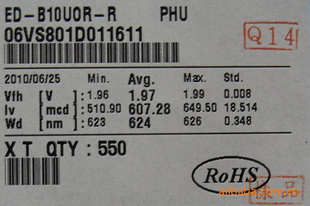 ED-B10UOR-R PHU
06VS801D011611
Q14
2010/06/25 Min. Avg. Max. Std.
Vfh [V ] : 1.96 1.97 1.99 0.008
Iv [mcd] : 510.90 607.28 649.50 18.514
Wd [nm ] : 623 624 626 0.348
X T QTY : 550
RoHS
品